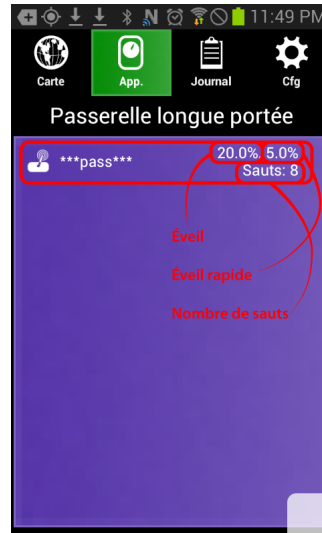 11:49 PM
Carte
App.
Journal
Cfg
Passerelle longue portée
***pass***
20.0%/ 5.0%
Sauts: 8
Éveil
Éveil rapide
Nombre de sauts